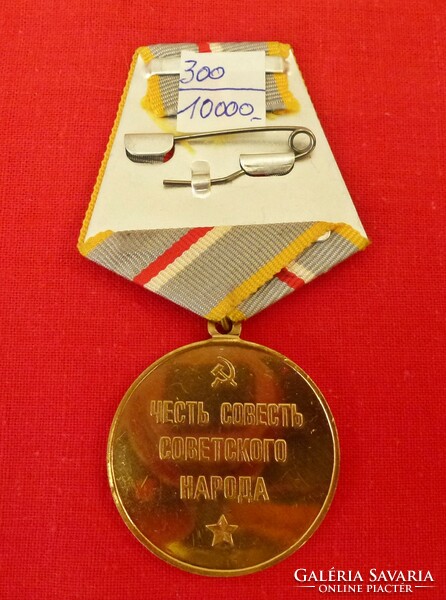 300
10000,-
ЧЕСТЬ СОВЕСТЬ
СОВЕТСКОГО
НАРОДА
GALÉRIA SAVARIA
ONLINE PIACTÉR